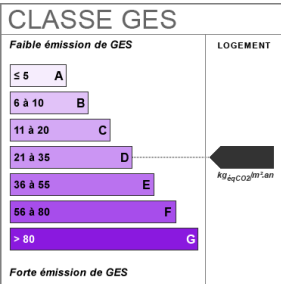 CLASSE GES
Faible émission de GES
LOGEMENT
≤ 5 A
6 à 10 B
11 à 20 C
21 à 35 D
kgéqCO2/m².an
36 à 55 E
56 à 80 F
> 80 G
Forte émission de GES